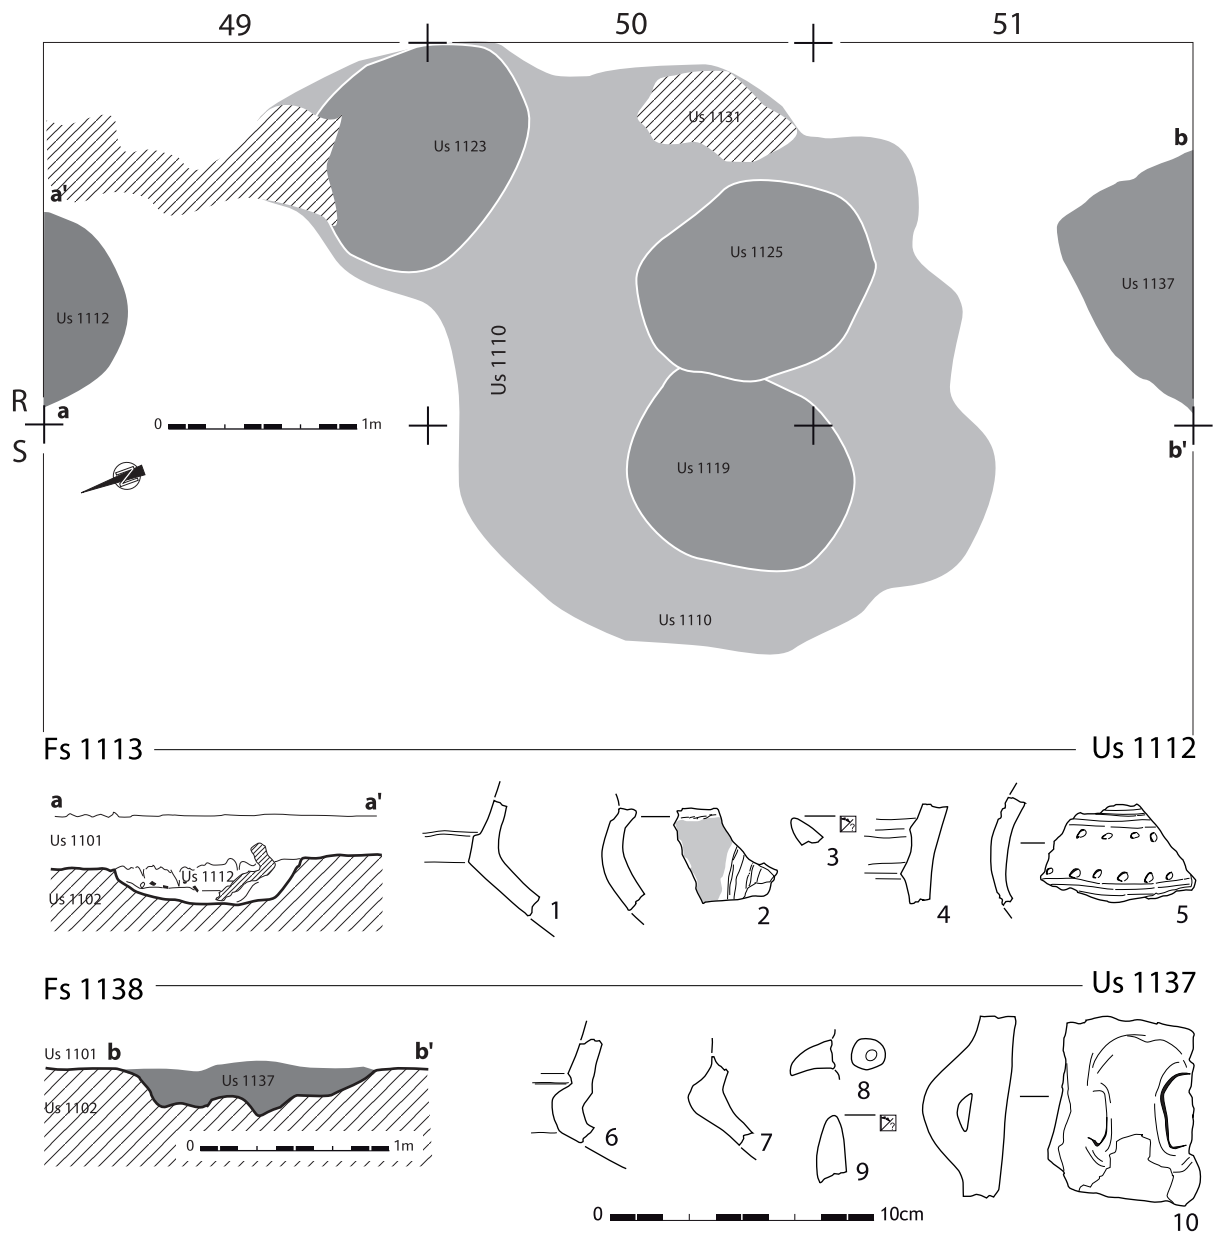 49 50 51
Us 1131
b
Us 1123
a'
Us 1125
Us 1137
Us 1112
Us 1110
R
a
0 1m
S
b'
Us 1119
N
Us 1110
Fs 1113 Us 1112
a a'
Us 1101
Us 1112
Us 1102
1 2 3 4 5
Fs 1138 Us 1137
Us 1101 b b'
Us 1137
Us 1102
0 1m
6 7 8 9 10
0 10cm